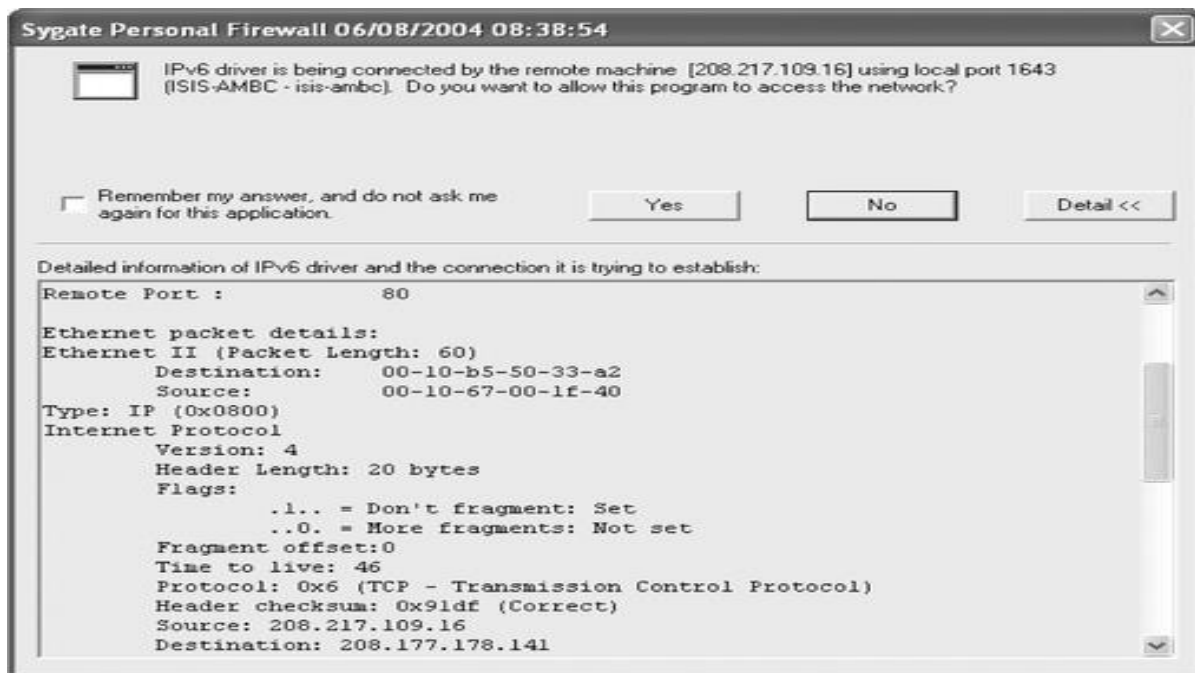 Sygate Personal Firewall 06/08/2004 08:38:54
IPv6 driver is being connected by the remote machine [208.217.109.16] using local port 1643
(ISIS-AMBC - isis-ambc). Do you want to allow this program to access the network?
Remember my answer, and do not ask me
again for this application.
Yes
No
Detail <<
Detailed information of IPv6 driver and the connection it is trying to establish:
Remote Port : 80
Ethernet packet details:
Ethernet II (Packet Length: 60)
Destination: 00-10-b5-50-33-a2
Source: 00-10-67-00-1f-40
Type: IP (0x0800)
Internet Protocol
Version: 4
Header Length: 20 bytes
Flags:
.1.. = Don't fragment: Set
..0. = More fragments: Not set
Fragment offset:0
Time to live: 46
Protocol: 0x6 (TCP - Transmission Control Protocol)
Header checksum: 0x91df (Correct)
Source: 208.217.109.16
Destination: 208.177.178.141